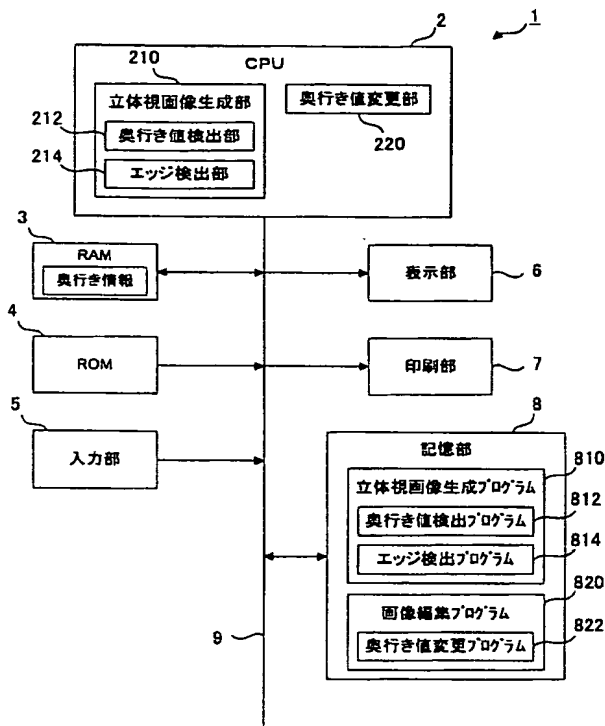 1
2
CPU
210
立体視画像生成部
212
奥行き値検出部
214
エッジ検出部
奥行き値変更部
220
3
RAM
奥行き情報
表示部
6
4
ROM
印刷部
7
5
入力部
8
記憶部
810
立体視画像生成プログラム
812
奥行き値検出プログラム
814
エッジ検出プログラム
820
画像編集プログラム
822
奥行き値変更プログラム
9